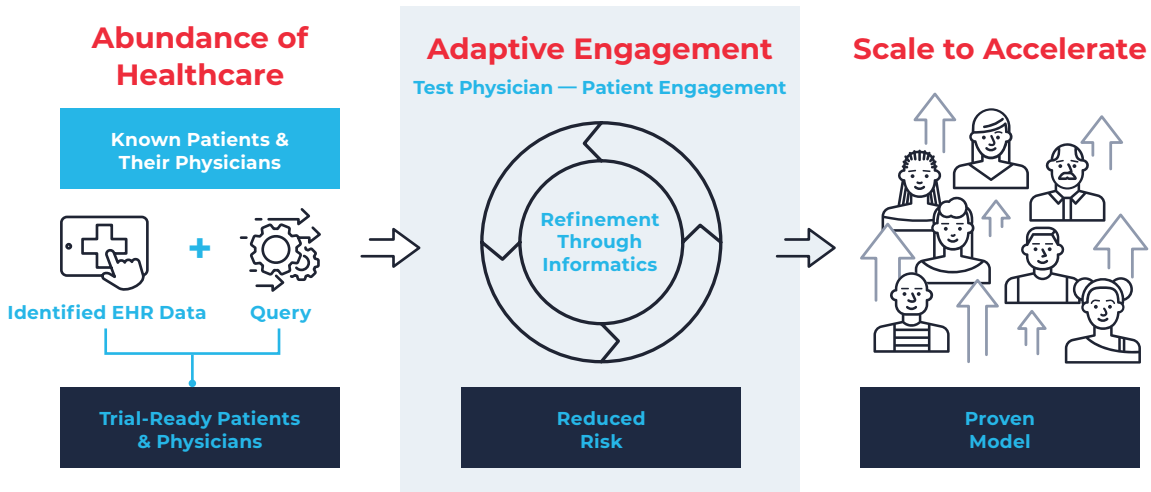 Abundance of
Healthcare
Known Patients &
Their Physicians
Identified EHR Data
Query
Trial-Ready Patients
& Physicians
Adaptive Engagement
Test Physician — Patient Engagement
Refinement
Through
Informatics
Reduced
Risk
Scale to Accelerate
Proven
Model